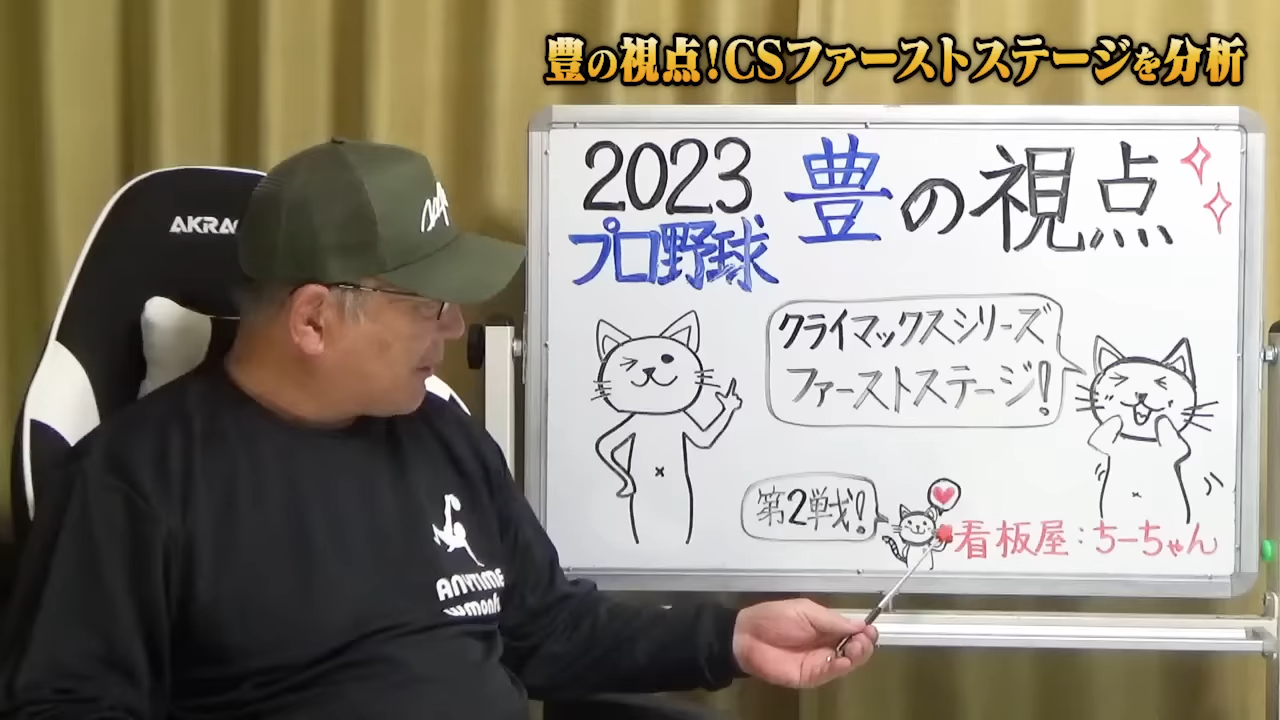 豊の視点!CSファーストステージを分析
2023
プロ野球
豊の視点
クライマックスシリーズ
ファーストステージ!
第2戦!
看板屋:ちーちゃん
AKRA
ANYTIME